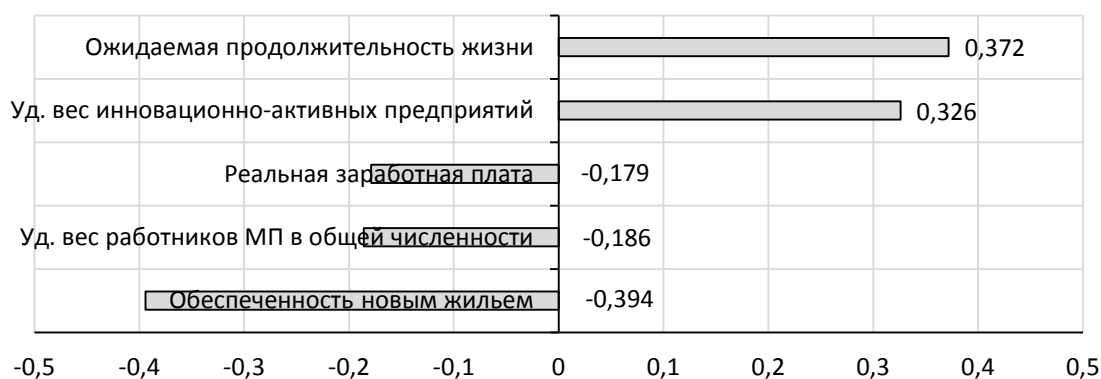 Ожидаемая продолжительность жизни 0,372
Уд. вес инновационно-активных предприятий 0,326
Реальная заработная плата -0,179
Уд. вес работников МП в общей численности -0,186
Обеспеченность новым жильем -0,394
-0,5 -0,4 -0,3 -0,2 -0,1 0 0,1 0,2 0,3 0,4 0,5